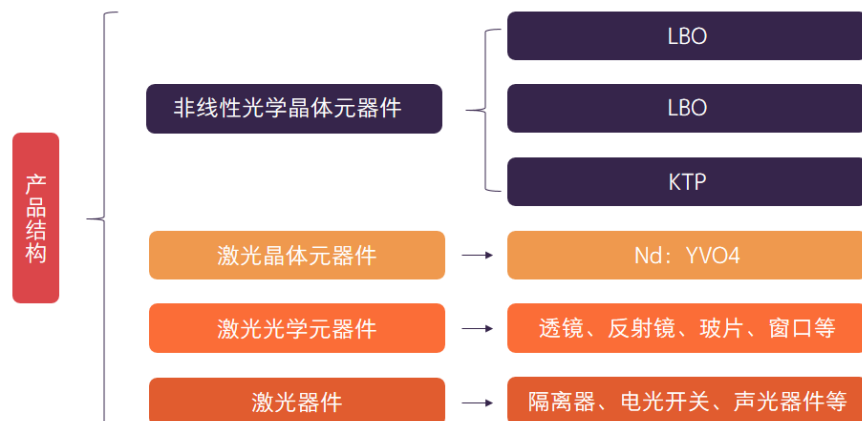 产品结构
非线性光学晶体元器件
LBO
LBO
KTP
激光晶体元器件
Nd：YVO4
激光光学元器件
透镜、反射镜、玻片、窗口等
激光器件
隔离器、电光开关、声光器件等